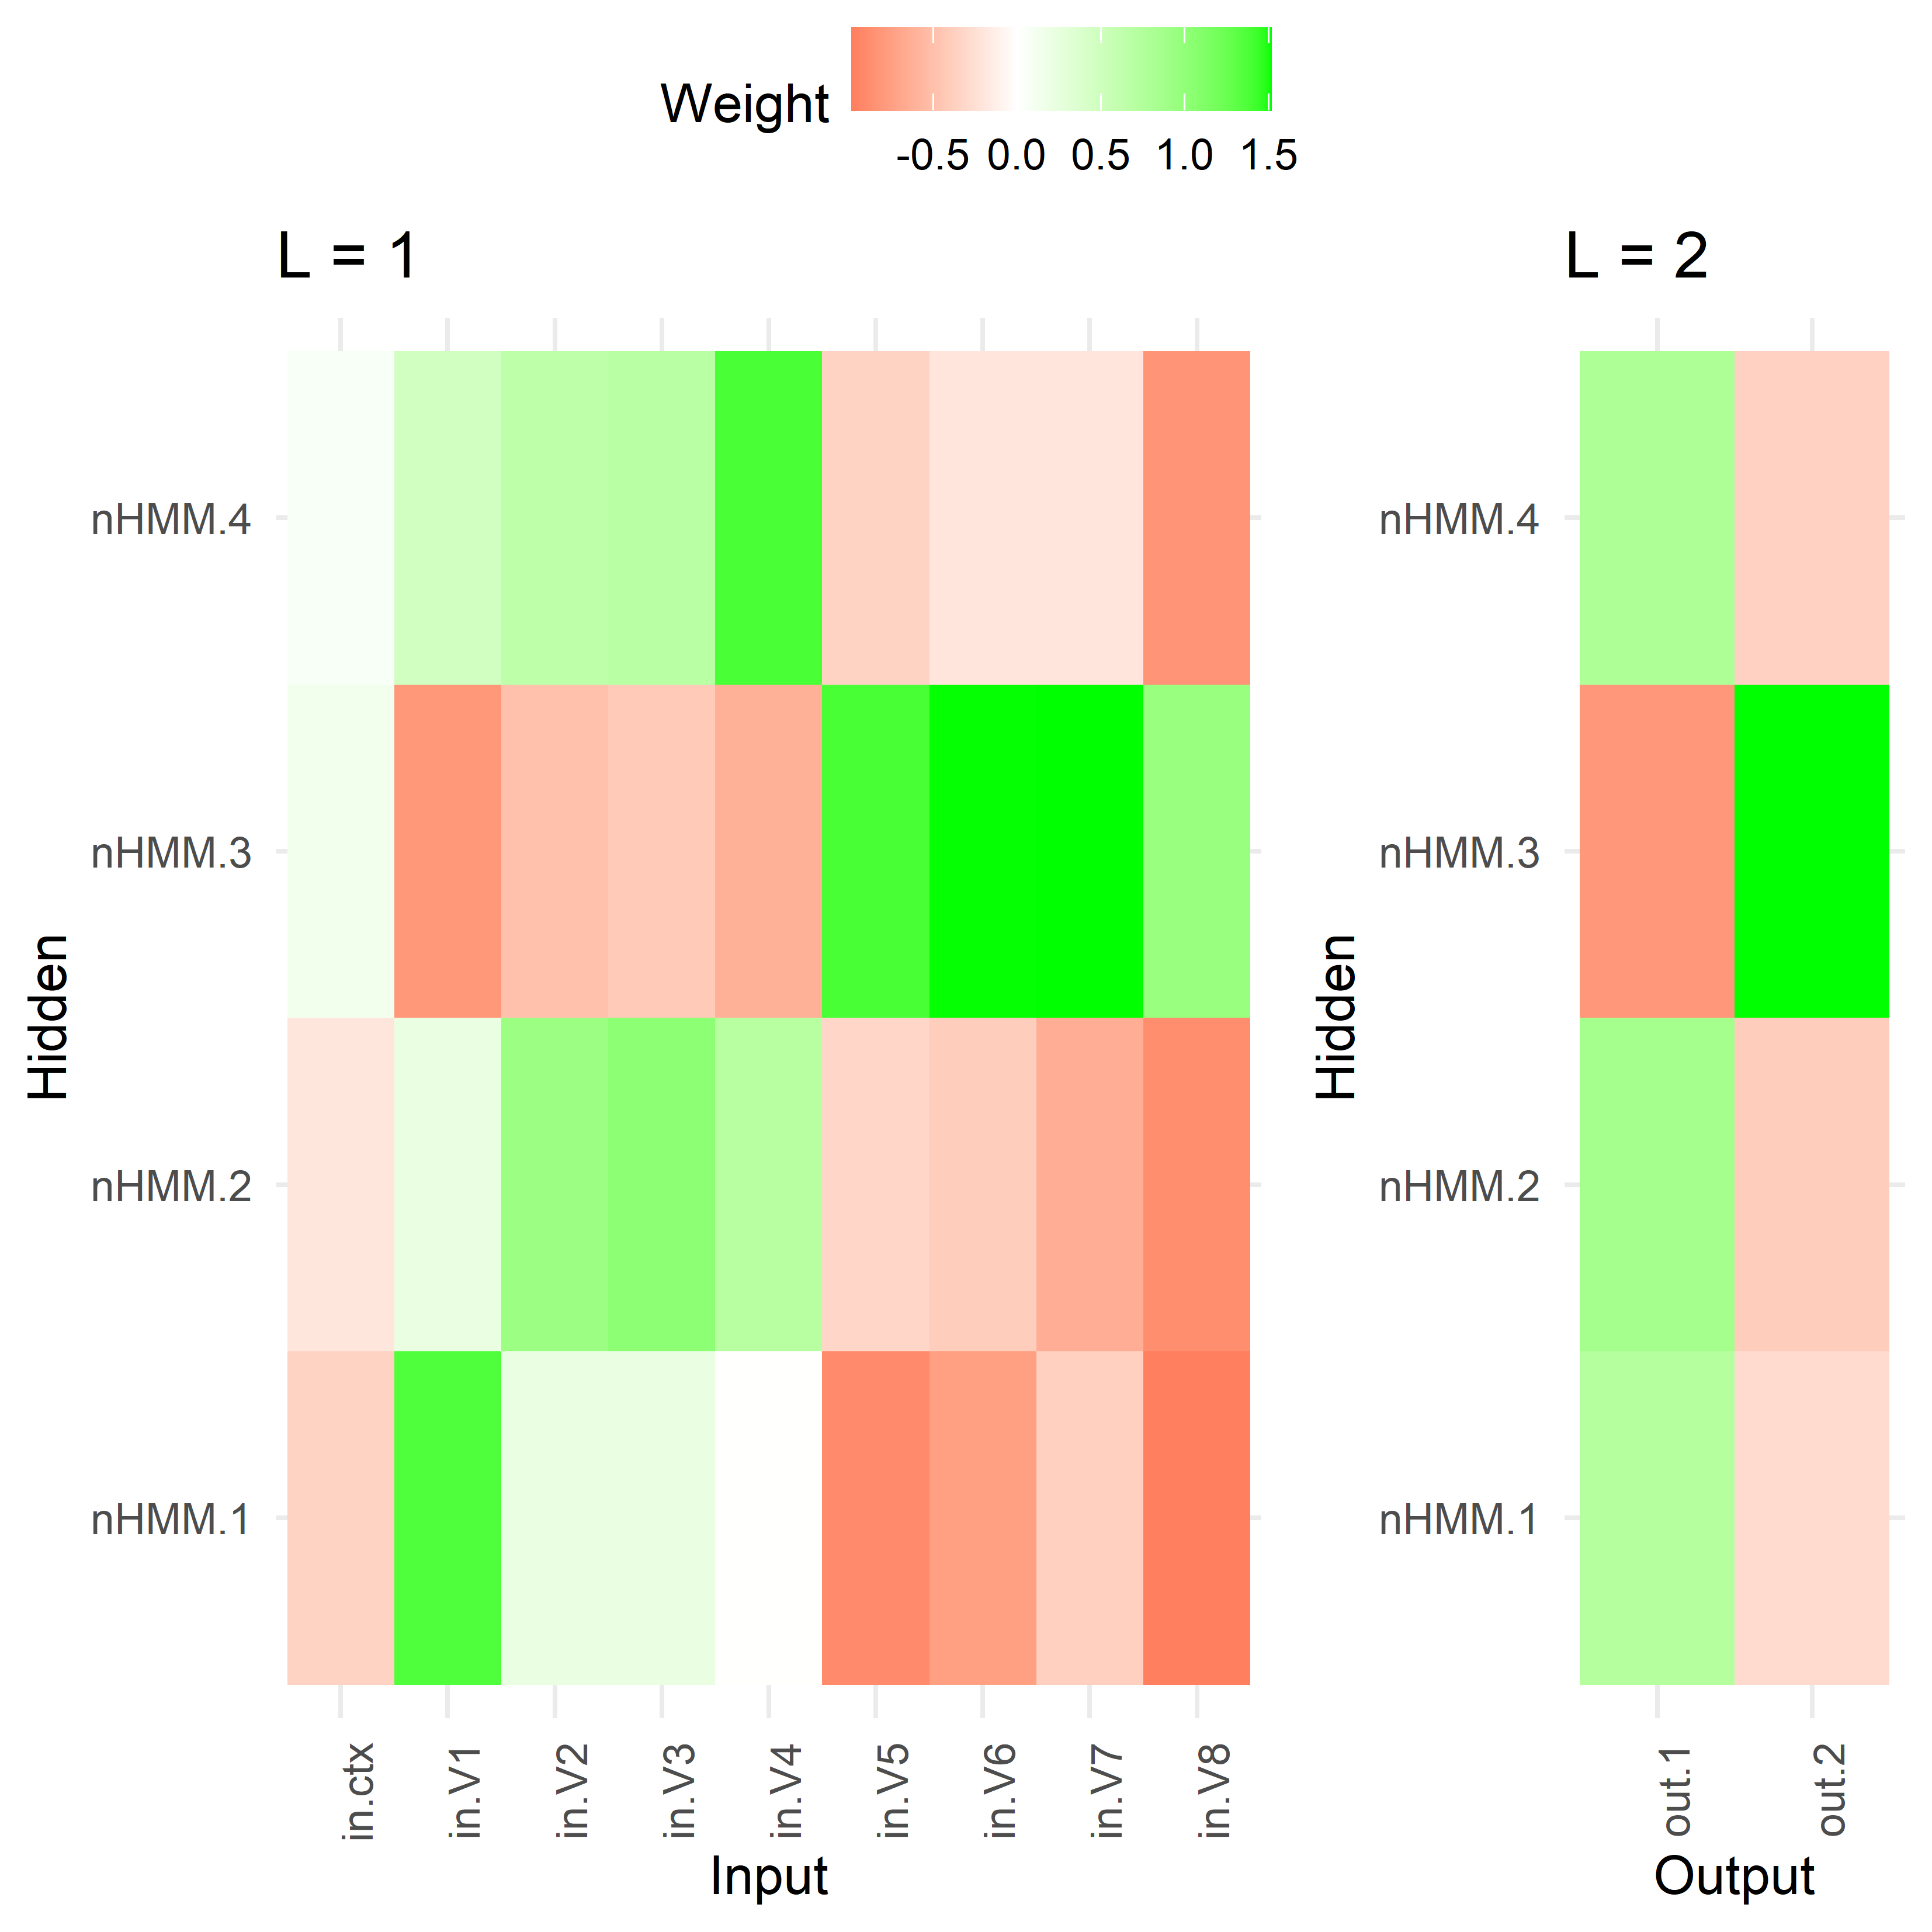 Weight
-0.5 0.0 0.5 1.0 1.5
L = 1
nHMM.4
nHMM.3
nHMM.2
nHMM.1
Hidden
in.ctx in.V1 in.V2 in.V3 in.V4 in.V5 in.V6 in.V7 in.V8
Input
L = 2
nHMM.4
nHMM.3
nHMM.2
nHMM.1
Hidden
out.1 out.2
Output